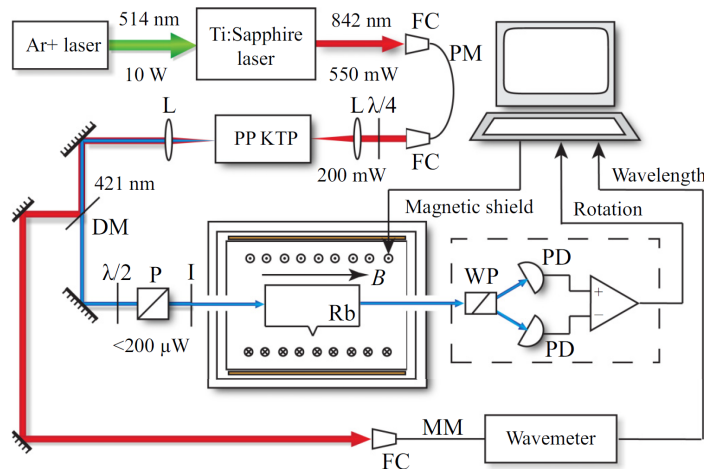 514 nm
842 nm
FC
Ar+ laser
Ti:Sapphire
laser
PM
10 W
550 mW
L
L
λ/4
PP KTP
FC
200 mW
421 nm
Wavelength
Magnetic shield
Rotation
DM
λ/2
P
I
B
WP
PD
+
Rb
−
PD
<200 µW
MM
Wavemeter
FC